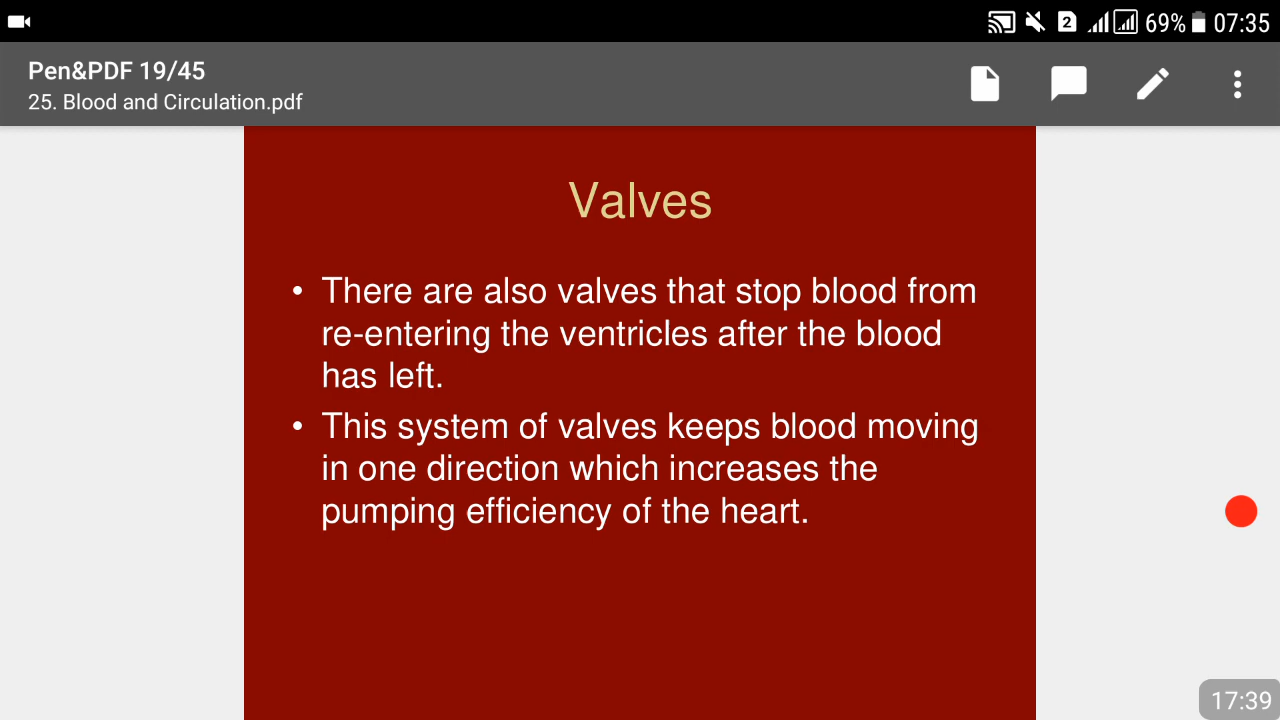 2 69% 07:35
Pen&PDF 19/45
25. Blood and Circulation.pdf
Valves
• There are also valves that stop blood from
re-entering the ventricles after the blood
has left.
• This system of valves keeps blood moving
in one direction which increases the
pumping efficiency of the heart.
17:39